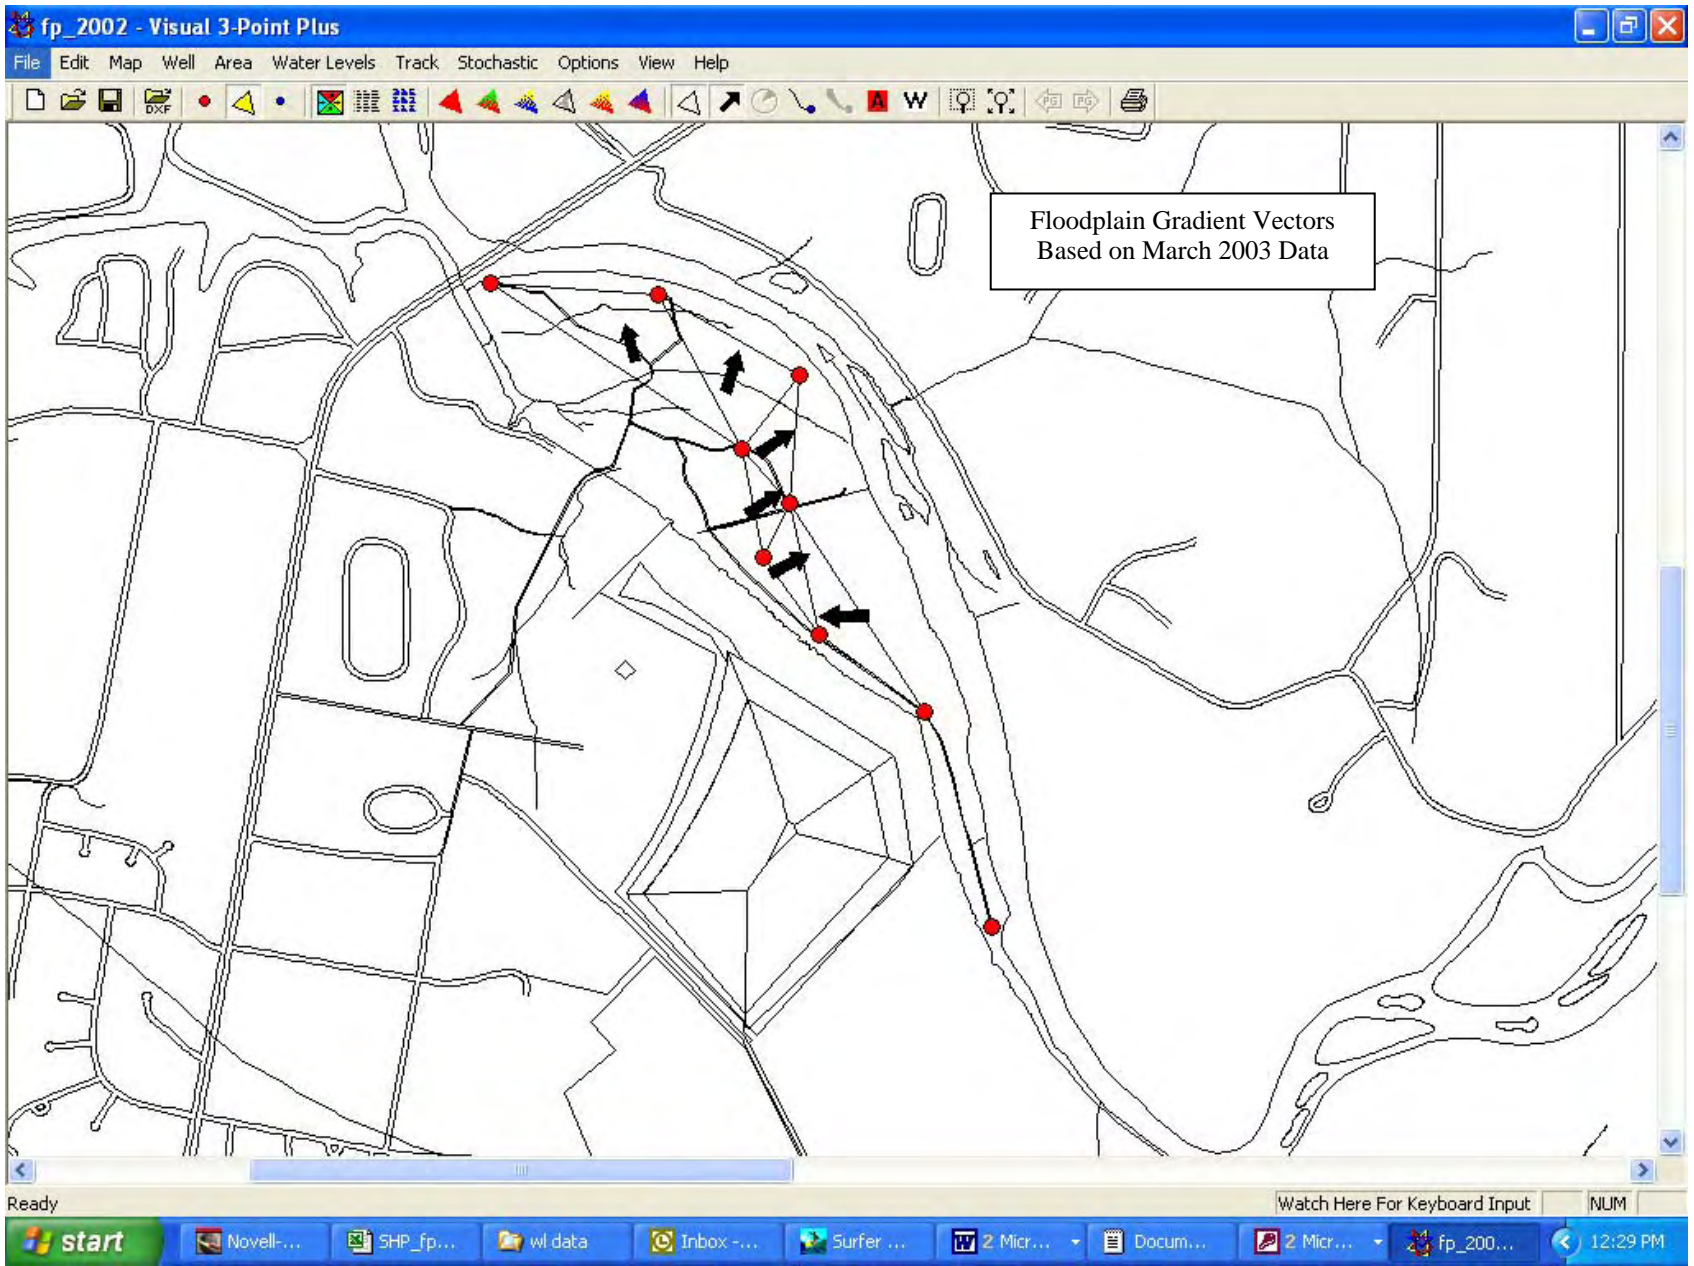 fp_2002 - Visual 3-Point Plus
File Edit Map Well Area Water Levels Track Stochastic Options View Help
DXF A W PG PG
Floodplain Gradient Vectors
Based on March 2003 Data
Ready Watch Here For Keyboard Input NUM
start Novell-... SHP_fp... wl data Inbox -... Surfer ... 2 Micr... Docum... 2 Micr... fp_200... 12:29 PM